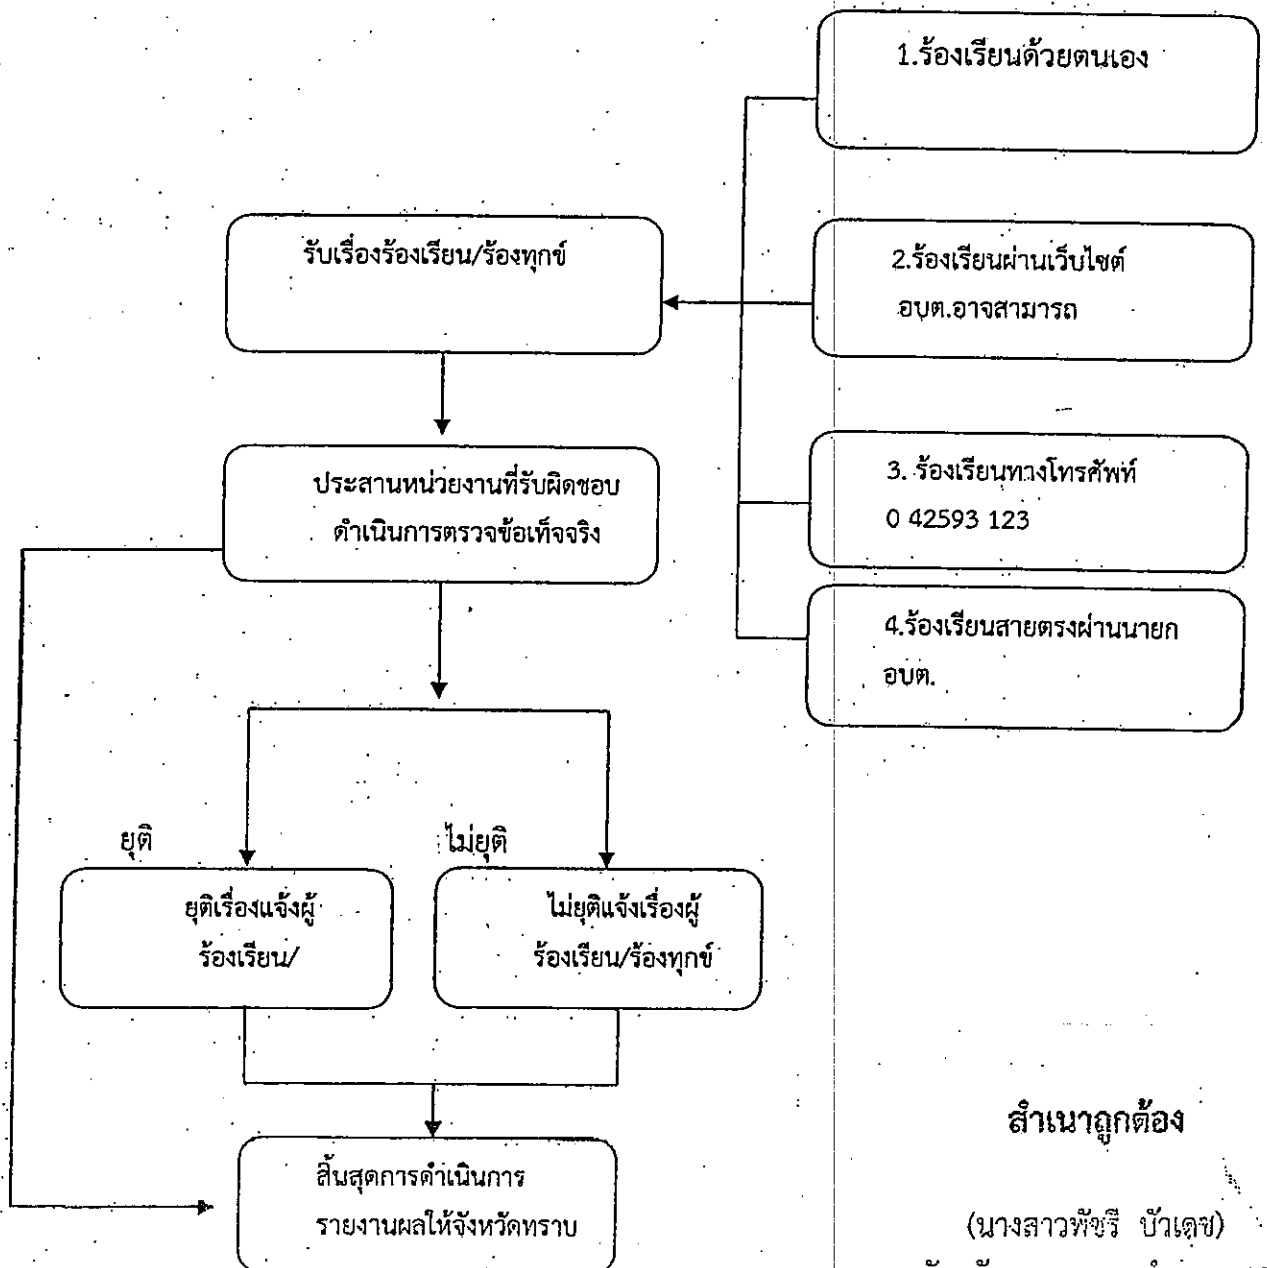 1.ร้องเรียนด้วยตนเอง
รับเรื่องร้องเรียน/ร้องทุกข์
2.ร้องเรียนผ่านเว็บไซต์
อบต.อาจสามารถ
ประสานหน่วยงานที่รับผิดชอบ
ดำเนินการตรวจข้อเท็จจริง
3. ร้องเรียนทางโทรศัพท์
0 42593 123
4.ร้องเรียนสายตรงผ่านนายก
อบต.
ยุติ
ไม่ยุติ
ยุติเรื่องแจ้งผู้
ร้องเรียน/
ไม่ยุติแจ้งเรื่องผู้
ร้องเรียน/ร้องทุกข์
สิ้นสุดการดำเนินการ
รายงานผลให้จังหวัดทราบ
สำเนาถูกต้อง
(นางสาวพัชรี บัวเดช)